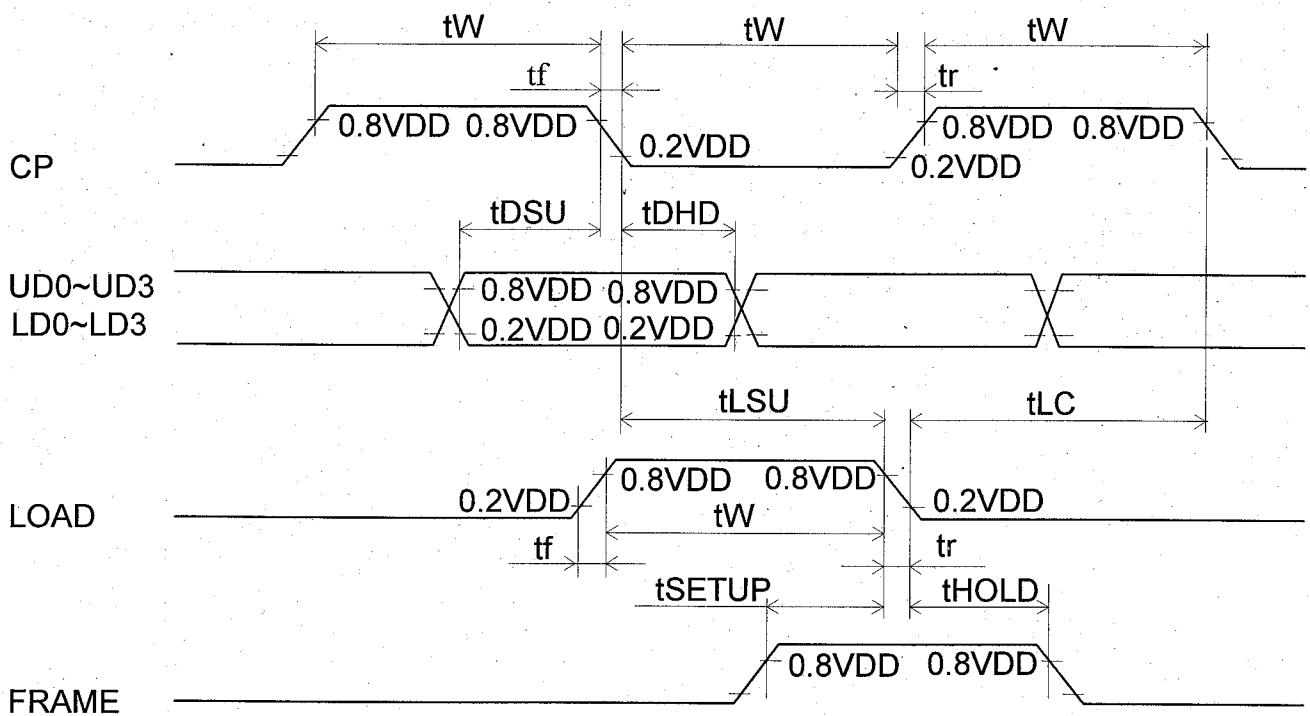 tW tW tW
tf tr
0.8VDD 0.8VDD 0.8VDD 0.8VDD
CP 0.2VDD 0.2VDD
tDSU tDHD
UD0~UD3 0.8VDD 0.8VDD
LD0~LD3 0.2VDD 0.2VDD
tLSU tLC
0.8VDD 0.8VDD
LOAD 0.2VDD 0.2VDD
tW
tf tr
tSETUP tHOLD
0.8VDD 0.8VDD
FRAME